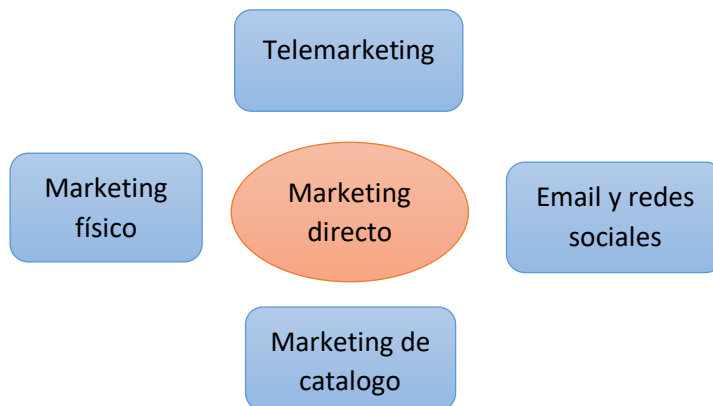 Telemarketing
Marketing
físico
Marketing
directo
Email y redes
sociales
Marketing de
catalogo